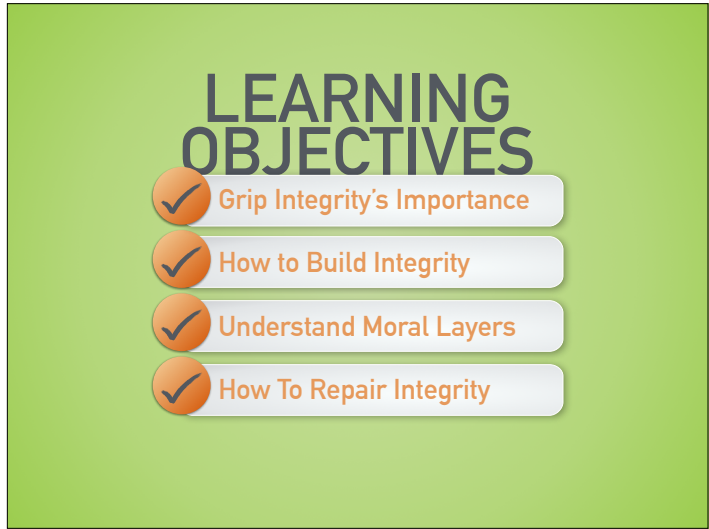 LEARNING
OBJECTIVES
Grip Integrity's Importance
How to Build Integrity
Understand Moral Layers
How To Repair Integrity